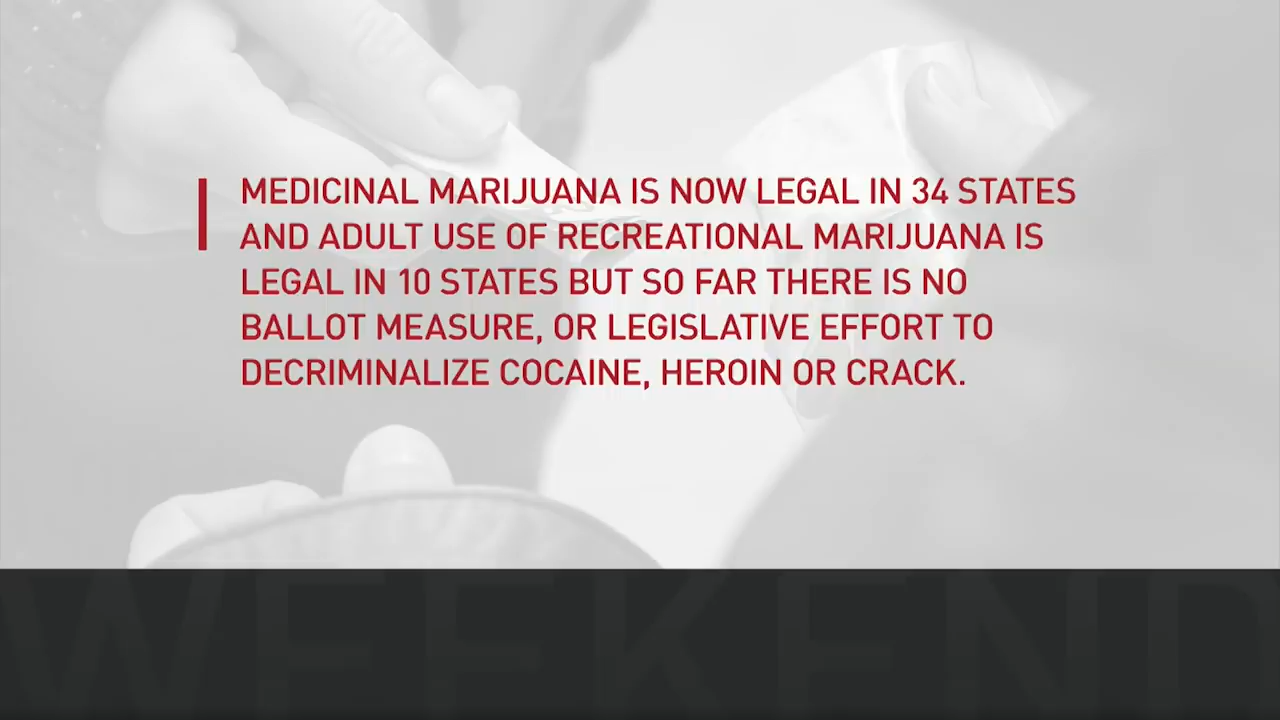 MEDICINAL MARIJUANA IS NOW LEGAL IN 34 STATES
AND ADULT USE OF RECREATIONAL MARIJUANA IS
LEGAL IN 10 STATES BUT SO FAR THERE IS NO
BALLOT MEASURE, OR LEGISLATIVE EFFORT TO
DECRIMINALIZE COCAINE, HEROIN OR CRACK.
WEEKEND